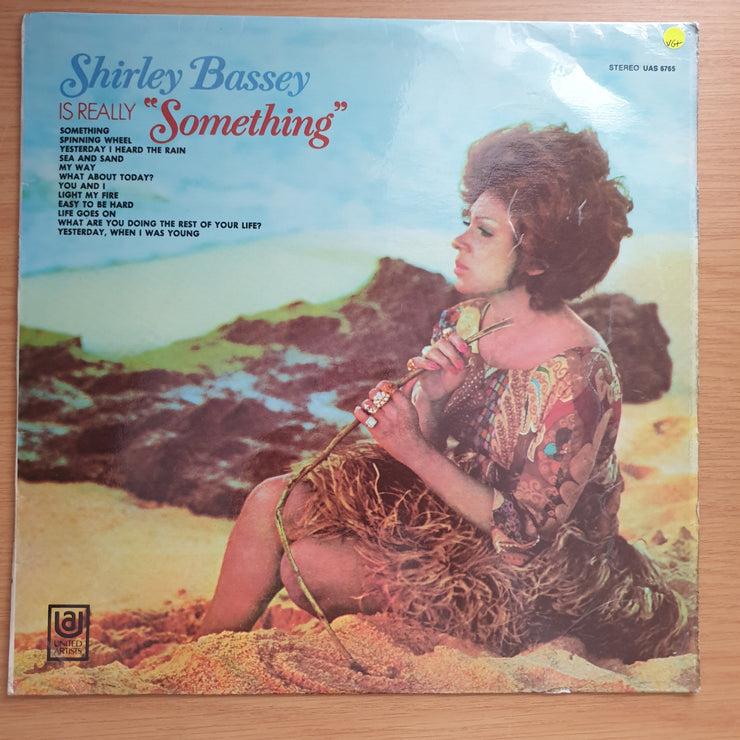 VG+
STEREO UAS 6765
Shirley Bassey
IS REALLY "Something"
SOMETHING
SPINNING WHEEL
YESTERDAY I HEARD THE RAIN
SEA AND SAND
MY WAY
WHAT ABOUT TODAY?
YOU AND I
LIGHT MY FIRE
EASY TO BE HARD
LIFE GOES ON
WHAT ARE YOU DOING THE REST OF YOUR LIFE?
YESTERDAY, WHEN I WAS YOUNG
UA
UNITED
ARTISTS